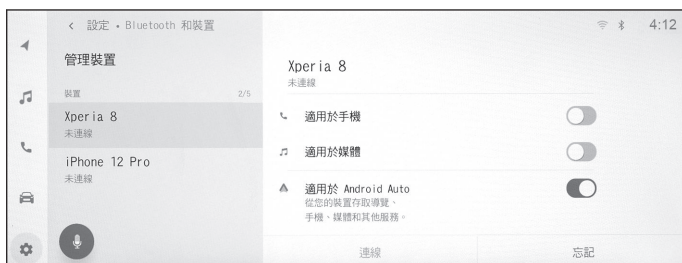 設定 • Bluetooth 和裝置
4:12
管理裝置
裝置 2/5
Xperia 8
未連線
iPhone 12 Pro
未連線
Xperia 8
未連線
適用於手機
適用於媒體
適用於 Android Auto
從您的裝置存取導覽、
手機、媒體和其他服務。
連線
忘記